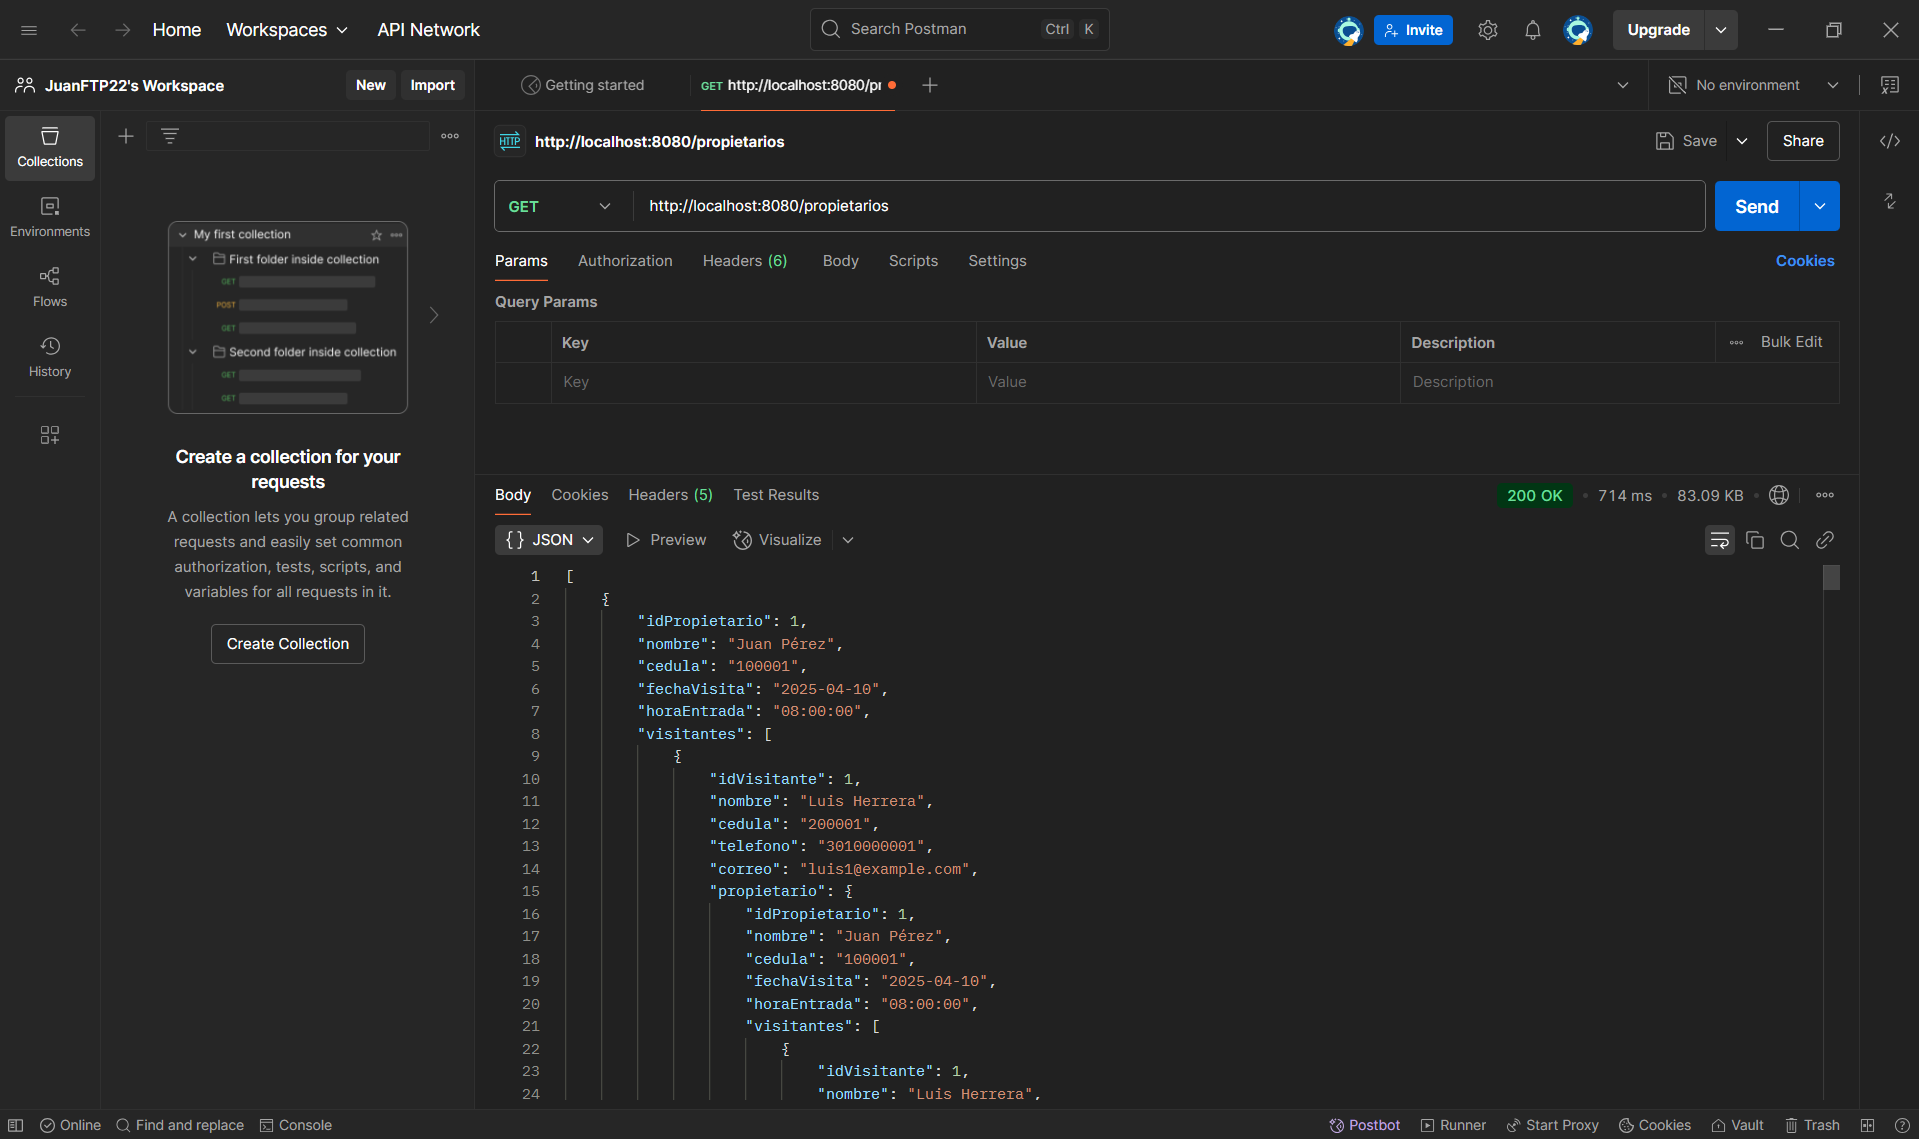 Home Workspaces API Network Search Postman Ctrl K Invite Upgrade
JuanFTP22's Workspace New Import Getting started GET http://localhost:8080/pr No environment
Collections
Environments
Flows
History
My first collection
First folder inside collection
GET
POST
GET
Second folder inside collection
GET
GET
Create a collection for your
requests
A collection lets you group related
requests and easily set common
authorization, tests, scripts, and
variables for all requests in it.
Create Collection
HTTP http://localhost:8080/propietarios Save Share
GET http://localhost:8080/propietarios Send
Params Authorization Headers (6) Body Scripts Settings Cookies
Query Params
Key Value Description Bulk Edit
Key Value Description
Body Cookies Headers (5) Test Results 200 OK 714 ms 83.09 KB
{} JSON Preview Visualize
1 [
2 {
3 "idPropietario": 1,
4 "nombre": "Juan Pérez",
5 "cedula": "100001",
6 "fechaVisita": "2025-04-10",
7 "horaEntrada": "08:00:00",
8 "visitantes": [
9 {
10 "idVisitante": 1,
11 "nombre": "Luis Herrera",
12 "cedula": "200001",
13 "telefono": "3010000001",
14 "correo": "luis1@example.com",
15 "propietario": {
16 "idPropietario": 1,
17 "nombre": "Juan Pérez",
18 "cedula": "100001",
19 "fechaVisita": "2025-04-10",
20 "horaEntrada": "08:00:00",
21 "visitantes": [
22 {
23 "idVisitante": 1,
24 "nombre": "Luis Herrera",
Online Find and replace Console Postbot Runner Start Proxy Cookies Vault Trash